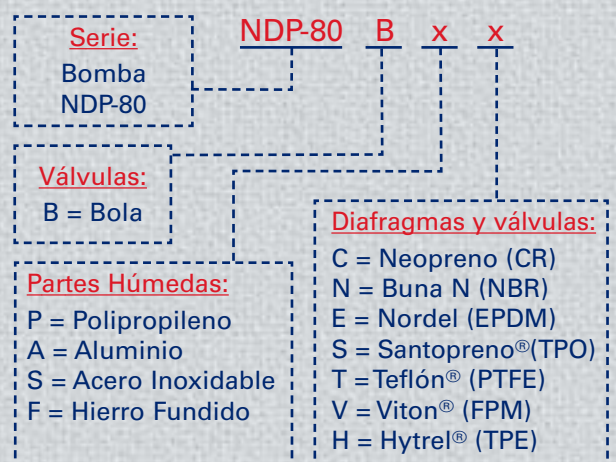 NDP-80 B x x
Serie:
Bomba
NDP-80
Válvulas:
B = Bola
Partes Húmedas:
P = Polipropileno
A = Aluminio
S = Acero Inoxidable
F = Hierro Fundido
Diafragmas y válvulas:
C = Neopreno (CR)
N = Buna N (NBR)
E = Nordel (EPDM)
S = Santopreno®(TPO)
T = Teflón® (PTFE)
V = Viton® (FPM)
H = Hytrel® (TPE)